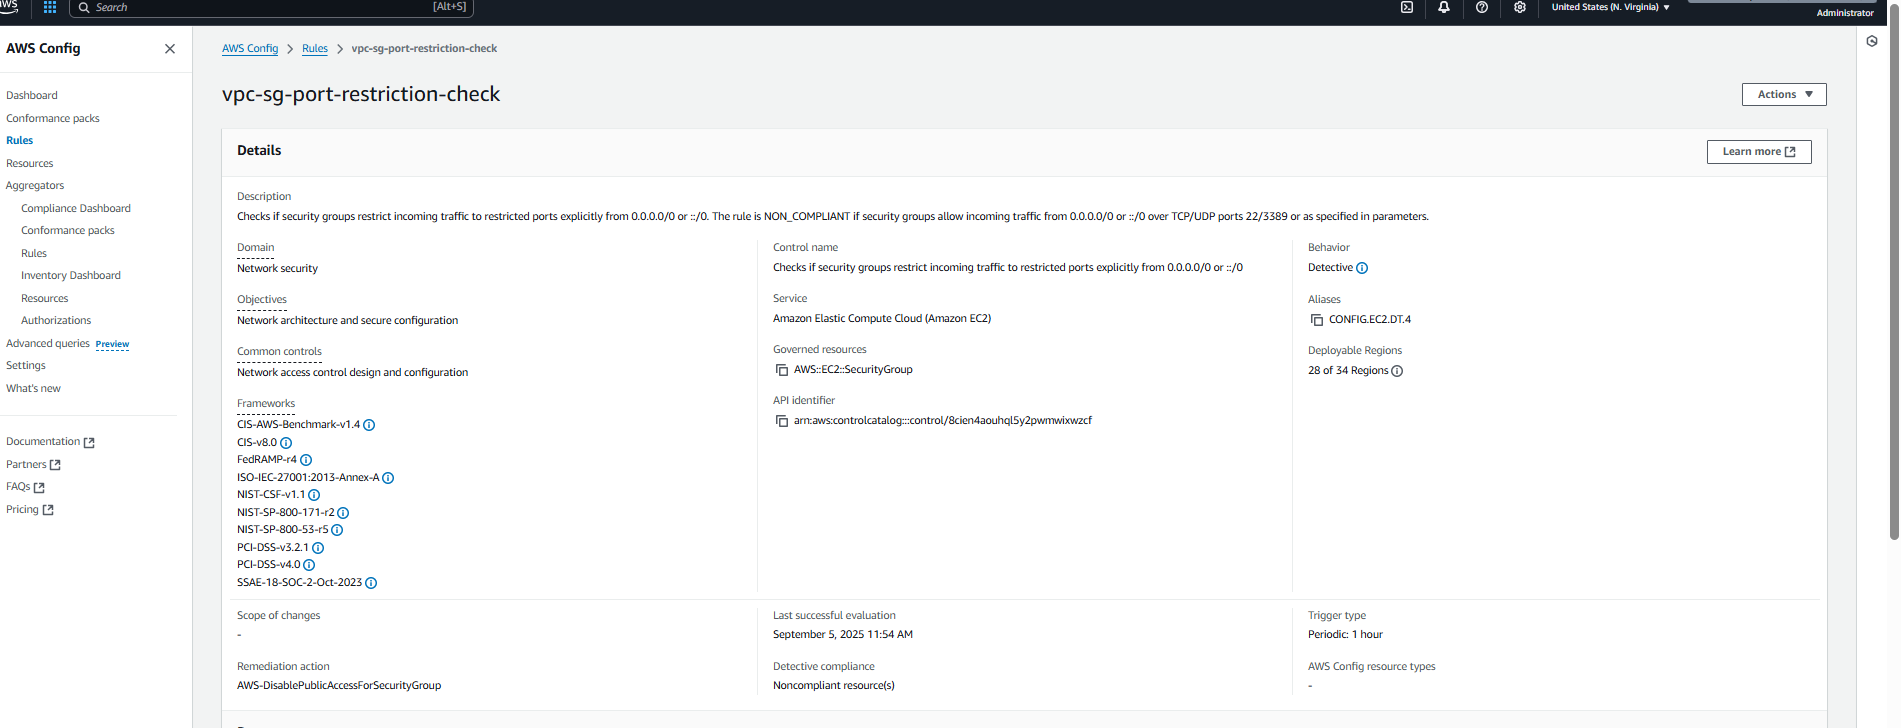 aws
Search [Alt+S]
United States (N. Virginia)
Administrator
AWS Config
Dashboard
Conformance packs
Rules
Resources
Aggregators
Compliance Dashboard
Conformance packs
Rules
Inventory Dashboard
Resources
Authorizations
Advanced queries Preview
Settings
What's new
Documentation
Partners
FAQs
Pricing
AWS Config > Rules > vpc-sg-port-restriction-check
vpc-sg-port-restriction-check
Actions
Details
Learn more
Description
Checks if security groups restrict incoming traffic to restricted ports explicitly from 0.0.0.0/0 or ::/0. The rule is NON_COMPLIANT if security groups allow incoming traffic from 0.0.0.0/0 or ::/0 over TCP/UDP ports 22/3389 or as specified in parameters.
Domain
Network security
Objectives
Network architecture and secure configuration
Common controls
Network access control design and configuration
Frameworks
CIS-AWS-Benchmark-v1.4
CIS-v8.0
FedRAMP-r4
ISO-IEC-27001:2013-Annex-A
NIST-CSF-v1.1
NIST-SP-800-171-r2
NIST-SP-800-53-r5
PCI-DSS-v3.2.1
PCI-DSS-v4.0
SSAE-18-SOC-2-Oct-2023
Control name
Checks if security groups restrict incoming traffic to restricted ports explicitly from 0.0.0.0/0 or ::/0
Service
Amazon Elastic Compute Cloud (Amazon EC2)
Governed resources
AWS::EC2::SecurityGroup
API identifier
arn:aws:controlcatalog:::control/8cien4aouhql5y2pwmwixwzcf
Behavior
Detective
Aliases
CONFIG.EC2.DT.4
Deployable Regions
28 of 34 Regions
Scope of changes
-
Remediation action
AWS-DisablePublicAccessForSecurityGroup
Last successful evaluation
September 5, 2025 11:54 AM
Detective compliance
Noncompliant resource(s)
Trigger type
Periodic: 1 hour
AWS Config resource types
-